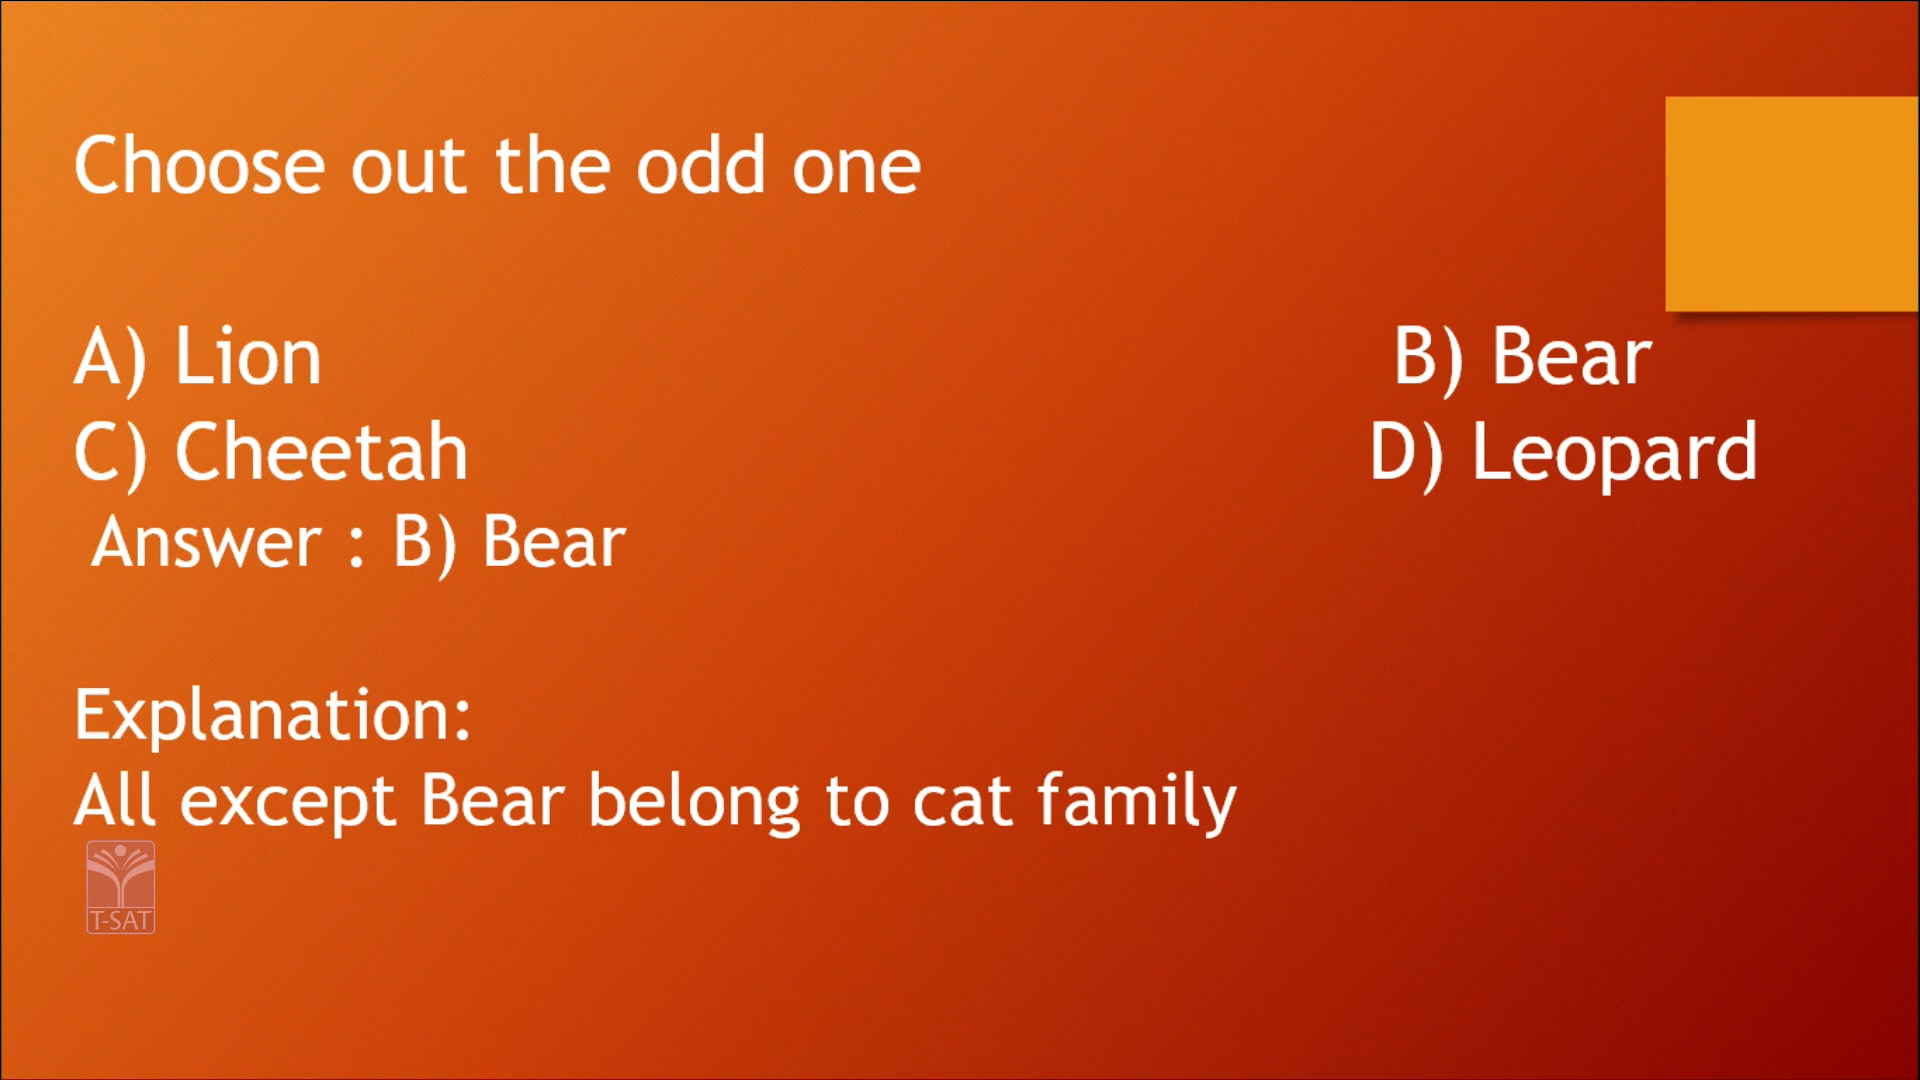 Choose out the odd one
A) Lion B) Bear
C) Cheetah D) Leopard
Answer : B) Bear
Explanation:
All except Bear belong to cat family
T-SAT